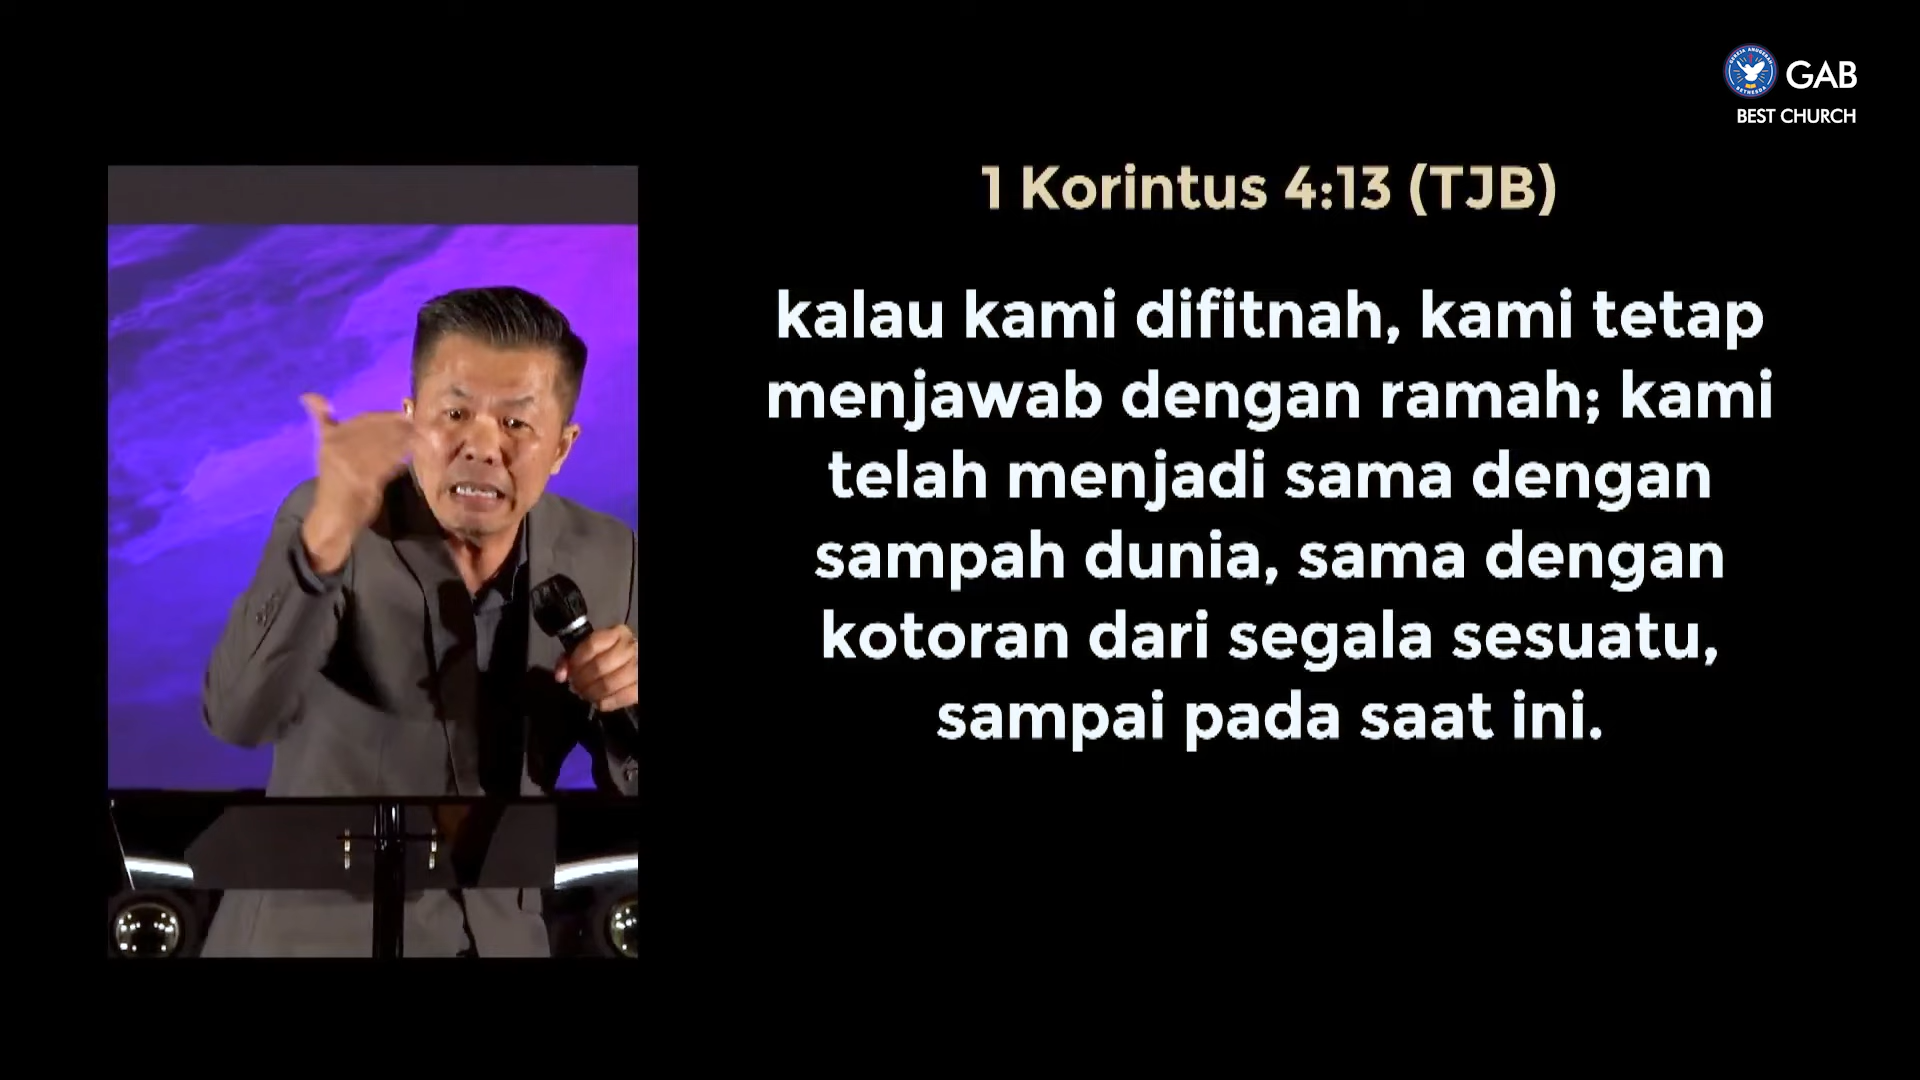 GAB
BEST CHURCH
1 Korintus 4:13 (TJB)
kalau kami difitnah, kami tetap
menjawab dengan ramah; kami
telah menjadi sama dengan
sampah dunia, sama dengan
kotoran dari segala sesuatu,
sampai pada saat ini.